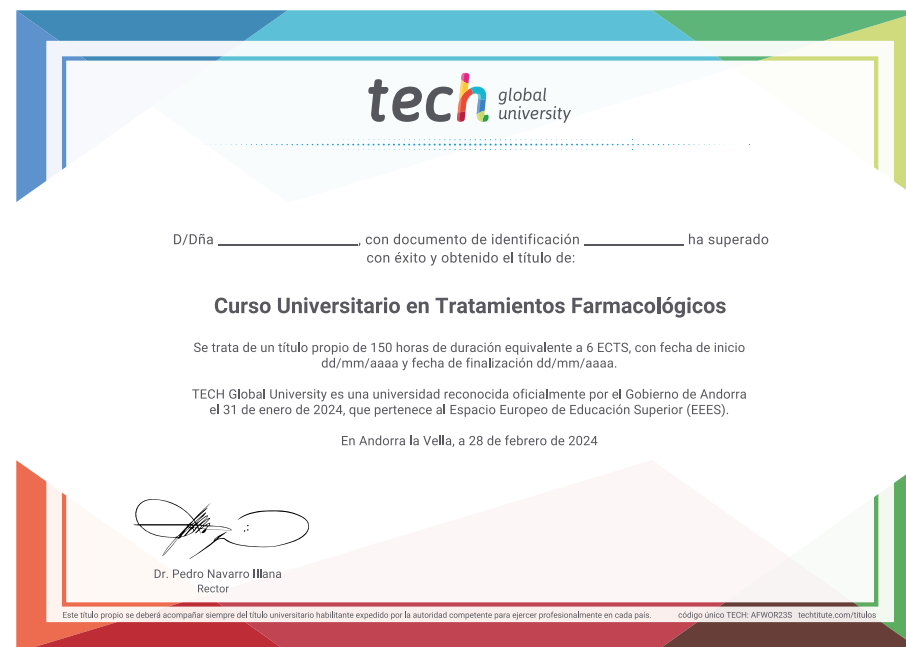 tech global
university
D/Dña ______________, con documento de identificación __________ ha superado
con éxito y obtenido el título de:
Curso Universitario en Tratamientos Farmacológicos
Se trata de un título propio de 150 horas de duración equivalente a 6 ECTS, con fecha de inicio
dd/mm/aaaa y fecha de finalización dd/mm/aaaa.
TECH Global University es una universidad reconocida oficialmente por el Gobierno de Andorra
el 31 de enero de 2024, que pertenece al Espacio Europeo de Educación Superior (EEES).
En Andorra la Vella, a 28 de febrero de 2024
Dr. Pedro Navarro Illana
Rector
Este título propio se deberá acompañar siempre del título universitario habilitante expedido por la autoridad competente para ejercer profesionalmente en cada país. código único TECH: AFWOR23S techtitute.com/titulos